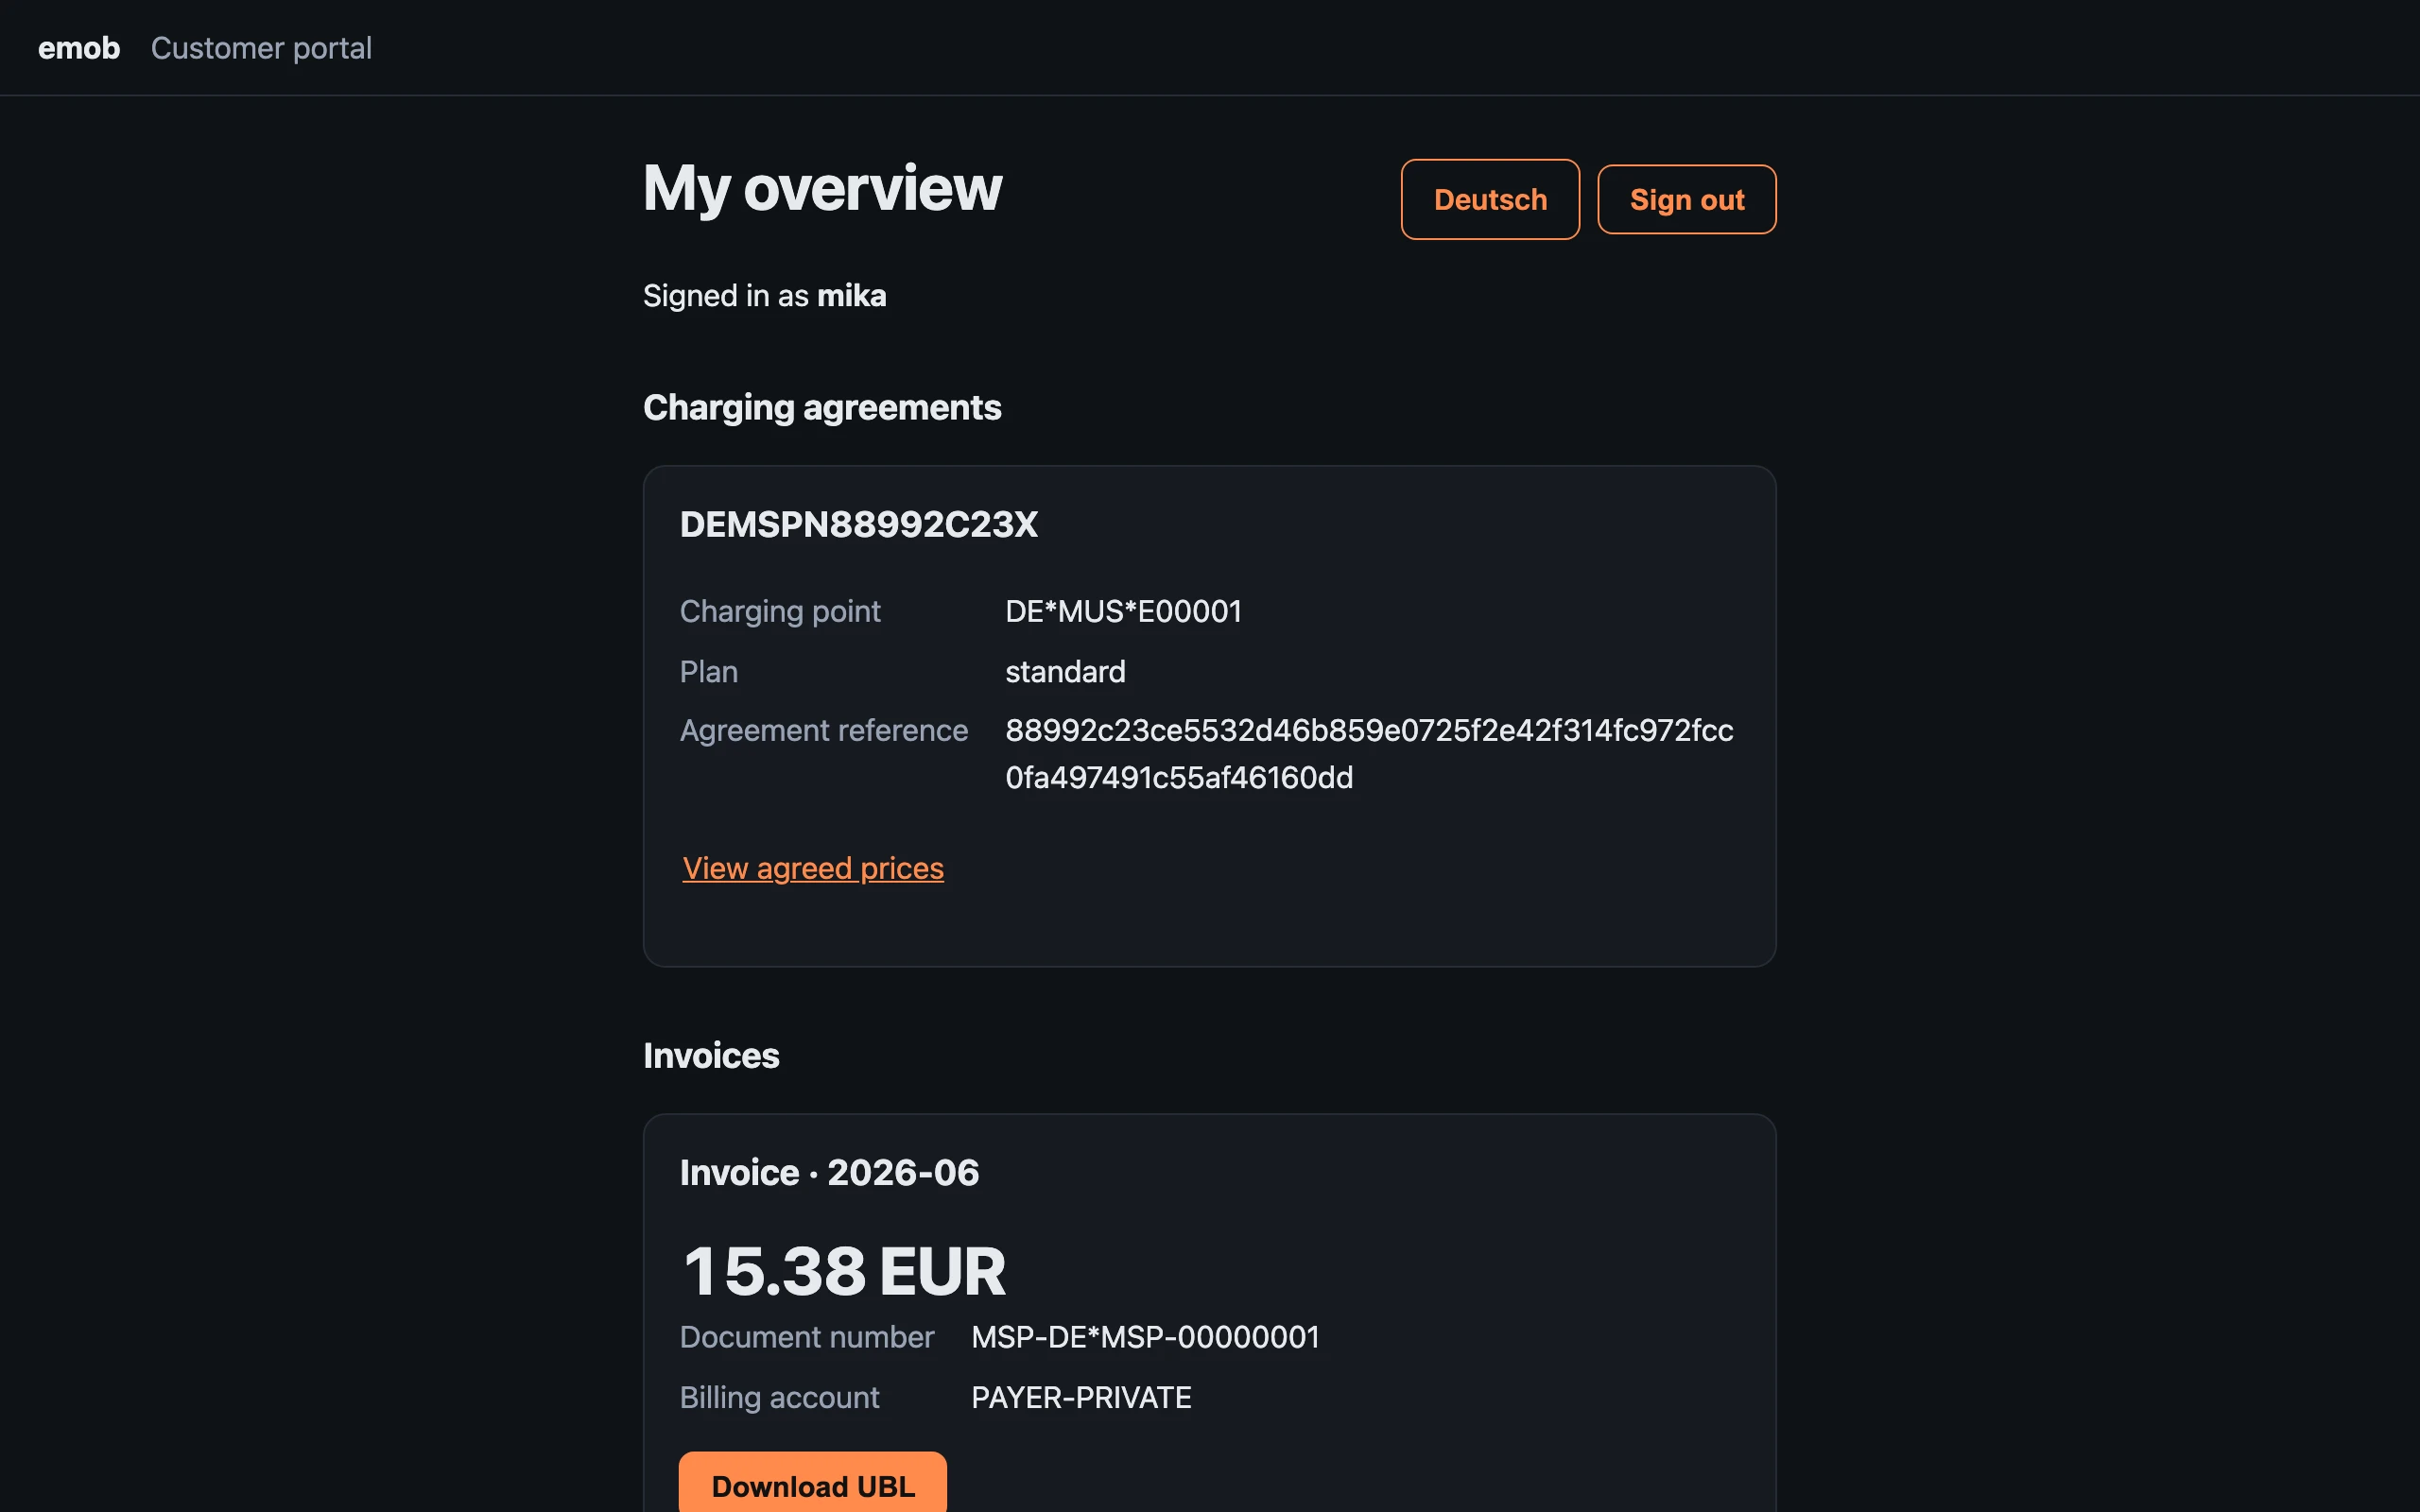 emob Customer portal
My overview
Deutsch
Sign out
Signed in as mika
Charging agreements
DEMSPN88992C23X
Charging point DE*MUS*E00001
Plan standard
Agreement reference 88992c23ce5532d46b859e0725f2e42f314fc972fcc
0fa497491c55af46160dd
View agreed prices
Invoices
Invoice · 2026-06
15.38 EUR
Document number MSP-DE*MSP-00000001
Billing account PAYER-PRIVATE
Download UBL